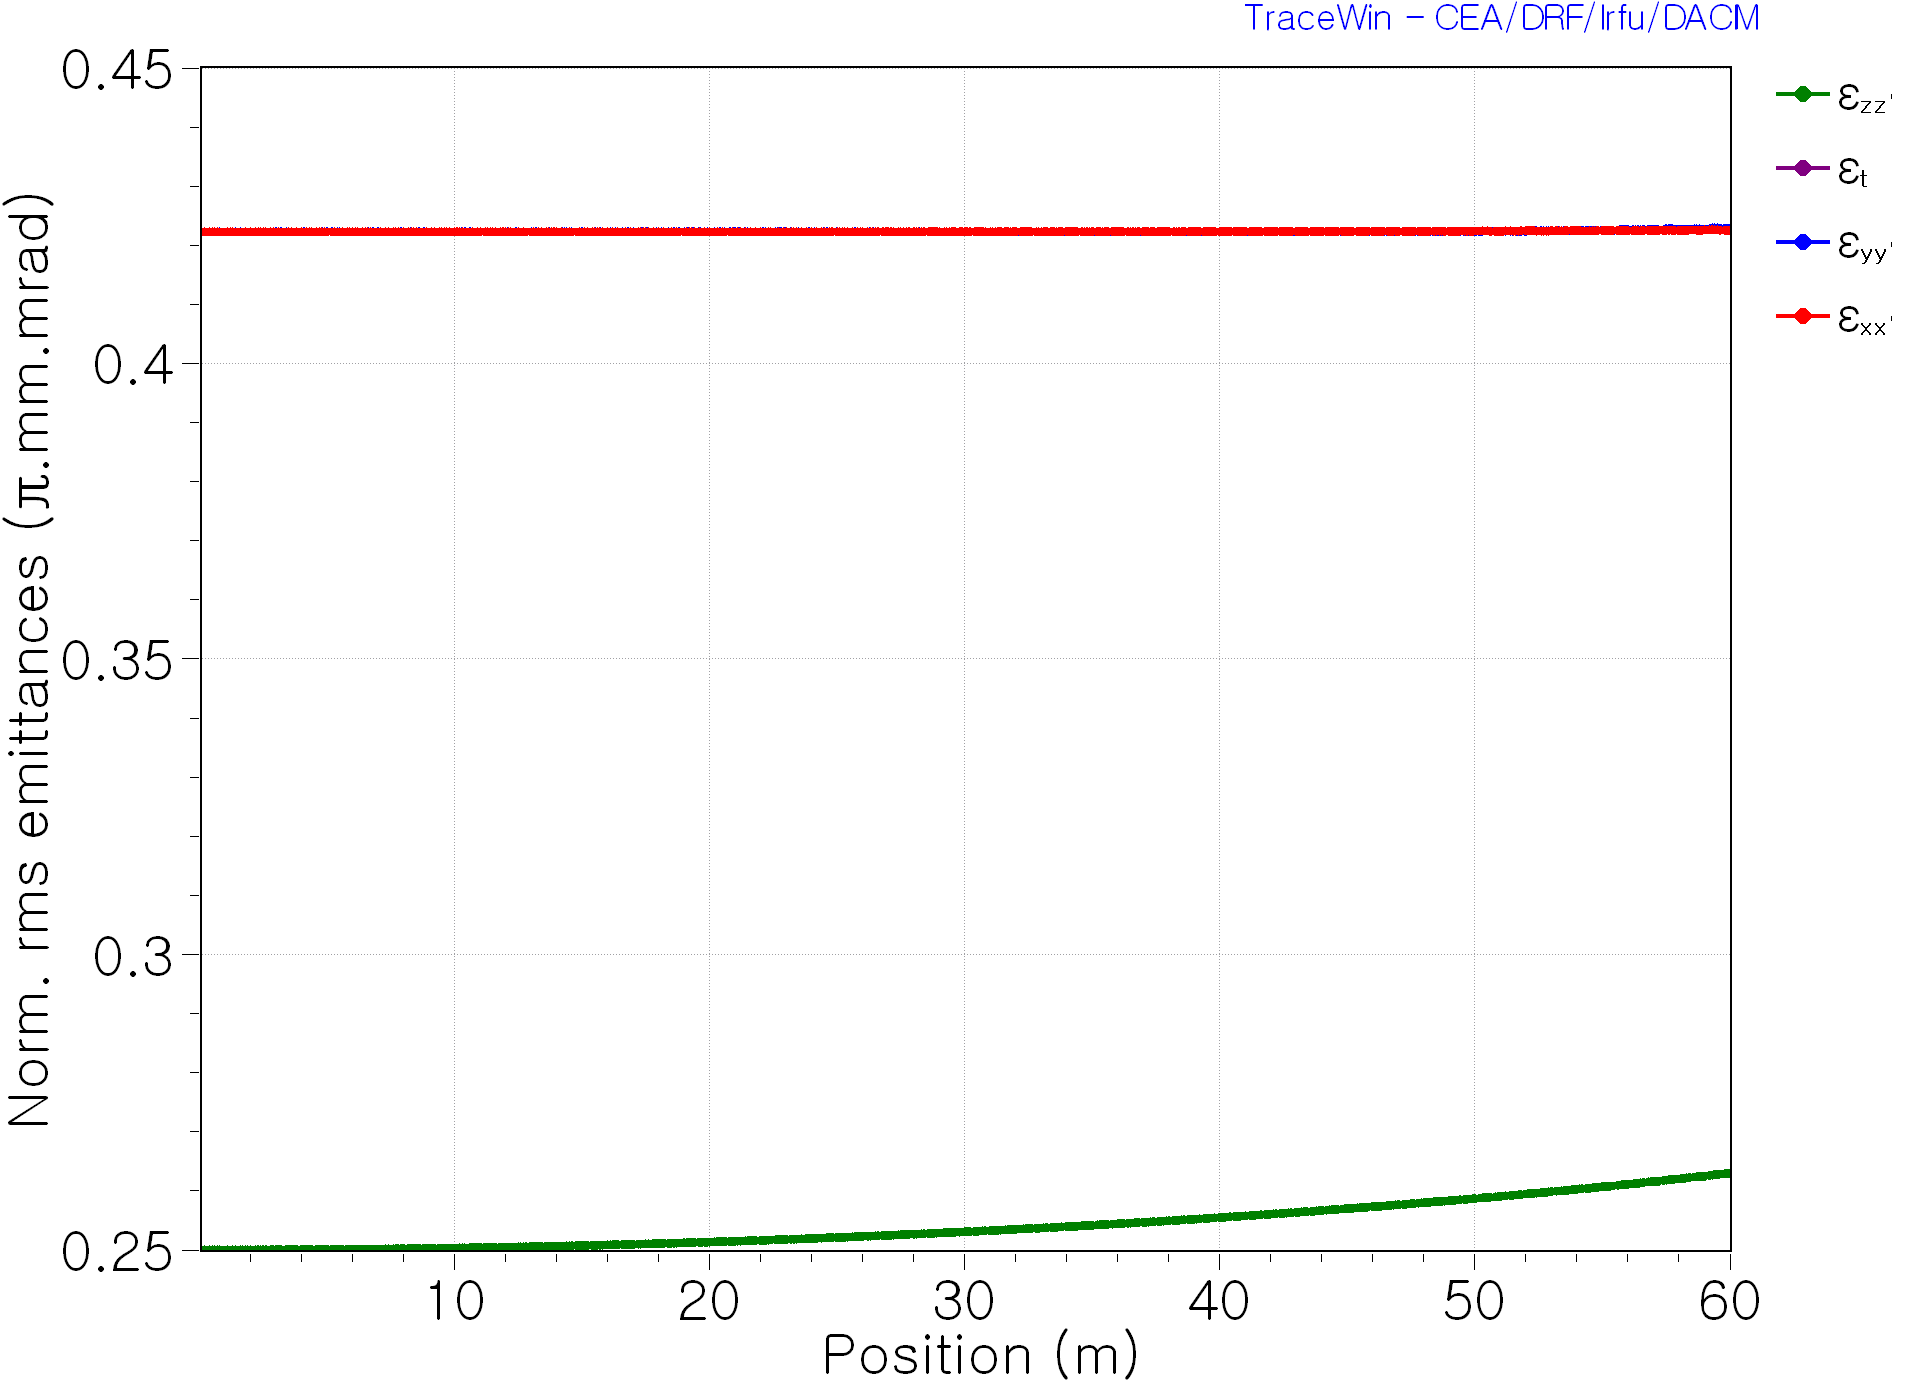 TraceWin - CEA/DRF/Irfu/DACM
0.45
0.4
0.35
0.3
0.25
10 20 30 40 50 60
Position (m)
Norm. rms emittances (π.mm.mrad)
εzz'
εt
εyy'
εxx'